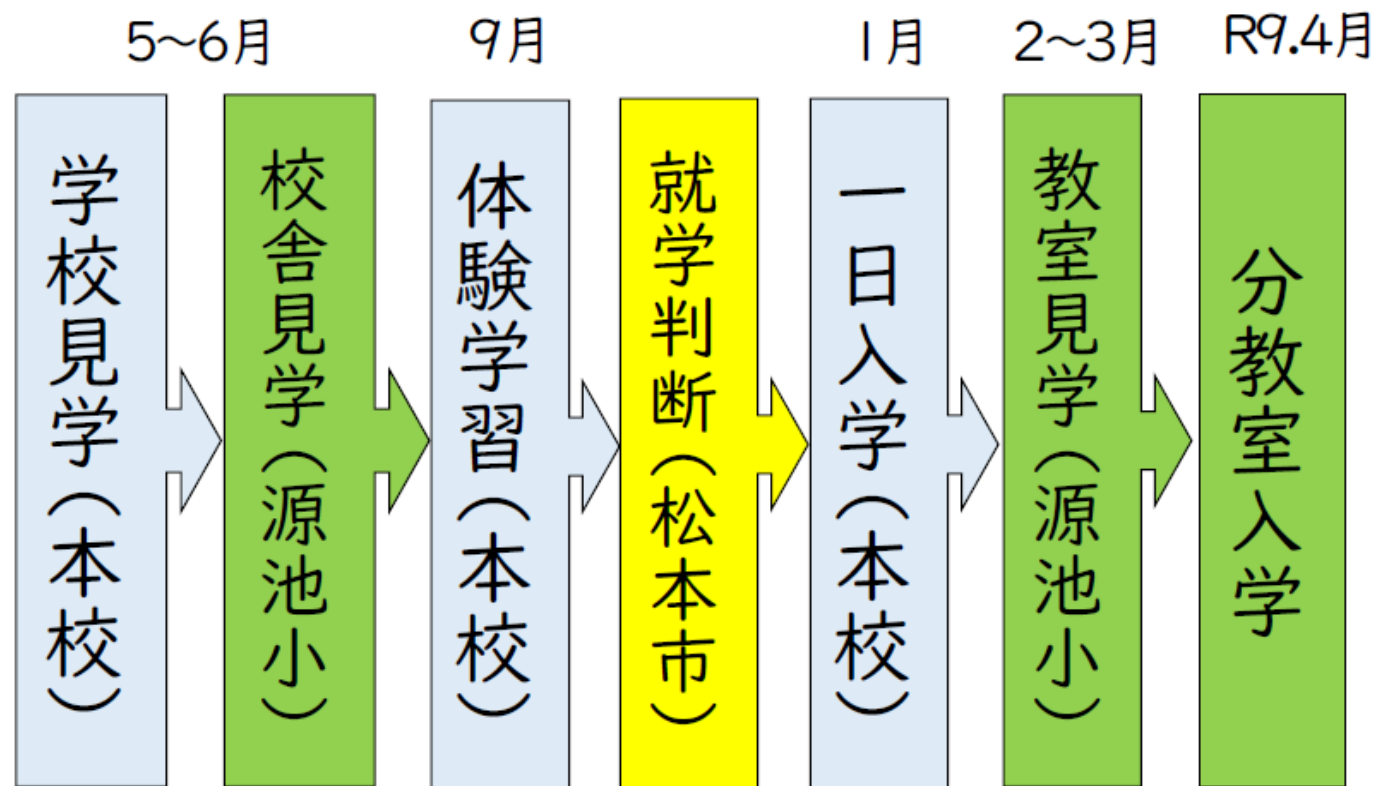 5～6月
9月
1月
2～3月
R9.4月
学校見学（本校）
校舎見学（源池小）
体験学習（本校）
就学判断（松本市）
一日入学（本校）
教室見学（源池小）
分教室入学